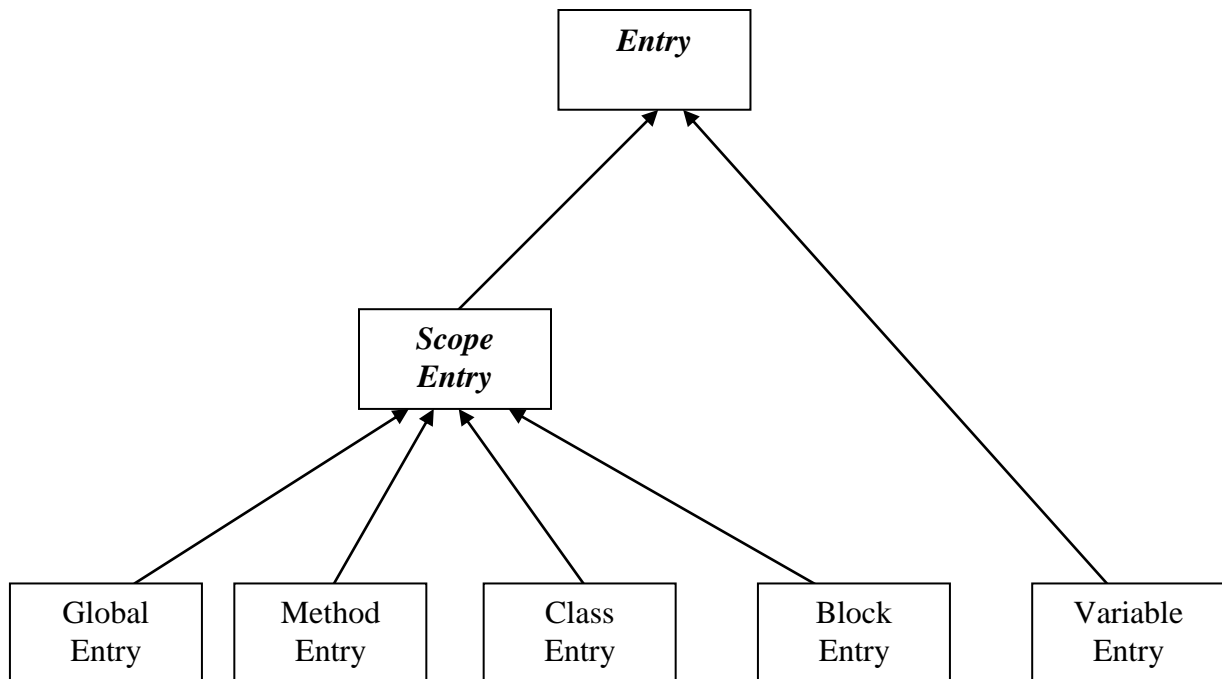 Entry
Scope
Entry
Global
Entry
Method
Entry
Class
Entry
Block
Entry
Variable
Entry